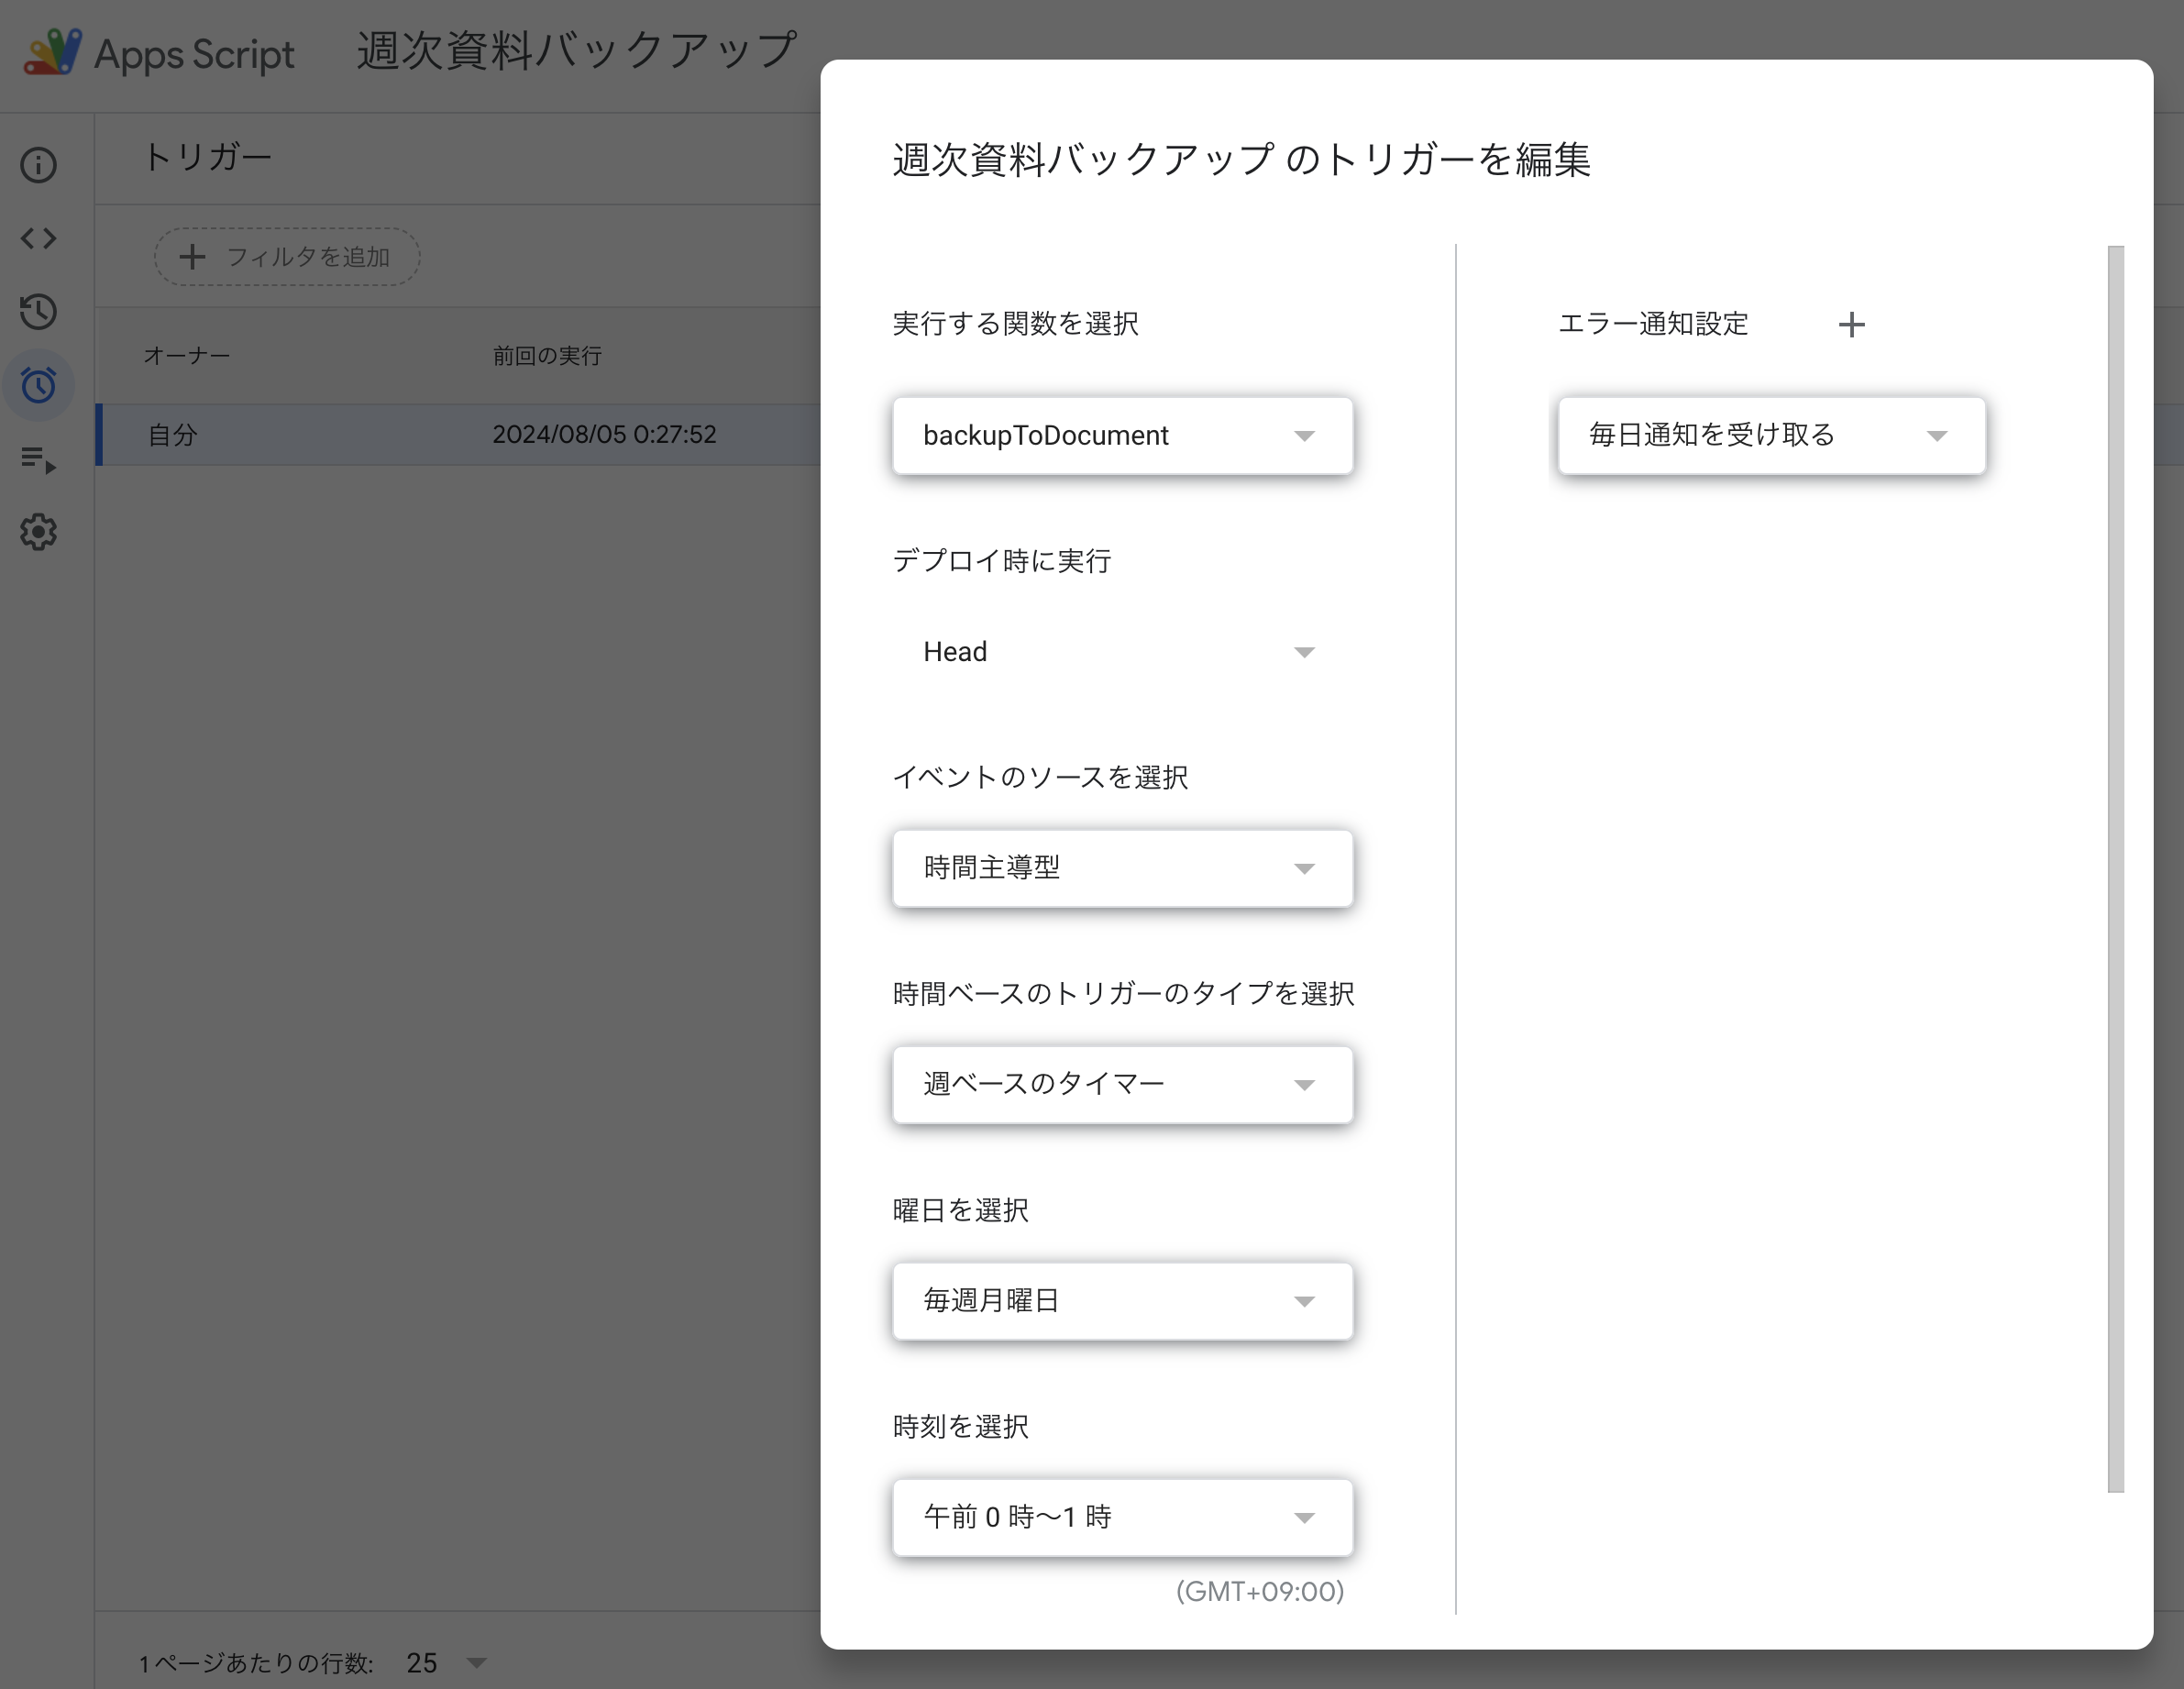 Apps Script
週次資料バックアップ
トリガー
フィルタを追加
オーナー
前回の実行
自分
2024/08/05 0:27:52
1 ページあたりの行数:
25
週次資料バックアップ のトリガーを編集
実行する関数を選択
backupToDocument
デプロイ時に実行
Head
イベントのソースを選択
時間主導型
時間ベースのトリガーのタイプを選択
週ベースのタイマー
曜日を選択
毎週月曜日
時刻を選択
午前 0 時～1 時
(GMT+09:00)
エラー通知設定
毎日通知を受け取る